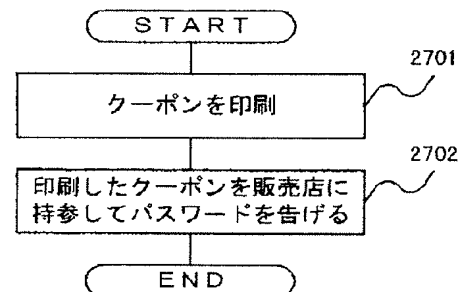 START
クーポンを印刷
2701
2702
印刷したクーポンを販売店に
持参してパスワードを告げる
END